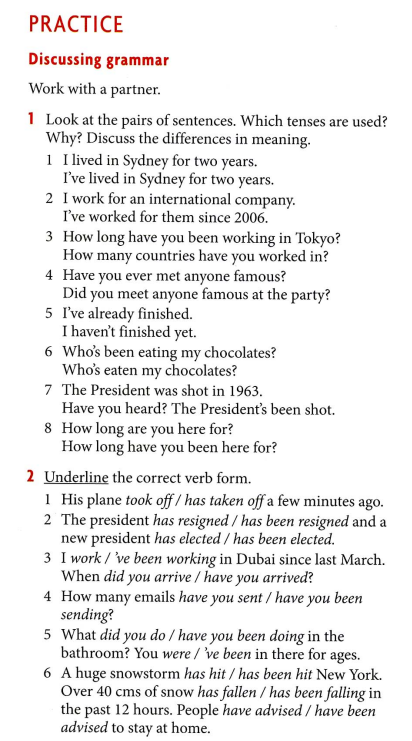 PRACTICE
Discussing grammar
Work with a partner.
1 Look at the pairs of sentences. Which tenses are used?
Why? Discuss the differences in meaning.
1 I lived in Sydney for two years.
I've lived in Sydney for two years.
2 I work for an international company.
I've worked for them since 2006.
3 How long have you been working in Tokyo?
How many countries have you worked in?
4 Have you ever met anyone famous?
Did you meet anyone famous at the party?
5 I've already finished.
I haven't finished yet.
6 Who's been eating my chocolates?
Who's eaten my chocolates?
7 The President was shot in 1963.
Have you heard? The President's been shot.
8 How long are you here for?
How long have you been here for?
2 Underline the correct verb form.
1 His plane took off / has taken off a few minutes ago.
2 The president has resigned / has been resigned and a
new president has elected / has been elected.
3 I work / 've been working in Dubai since last March.
When did you arrive / have you arrived?
4 How many emails have you sent / have you been
sending?
5 What did you do / have you been doing in the
bathroom? You were / 've been in there for ages.
6 A huge snowstorm has hit / has been hit New York.
Over 40 cms of snow has fallen / has been falling in
the past 12 hours. People have advised / have been
advised to stay at home.